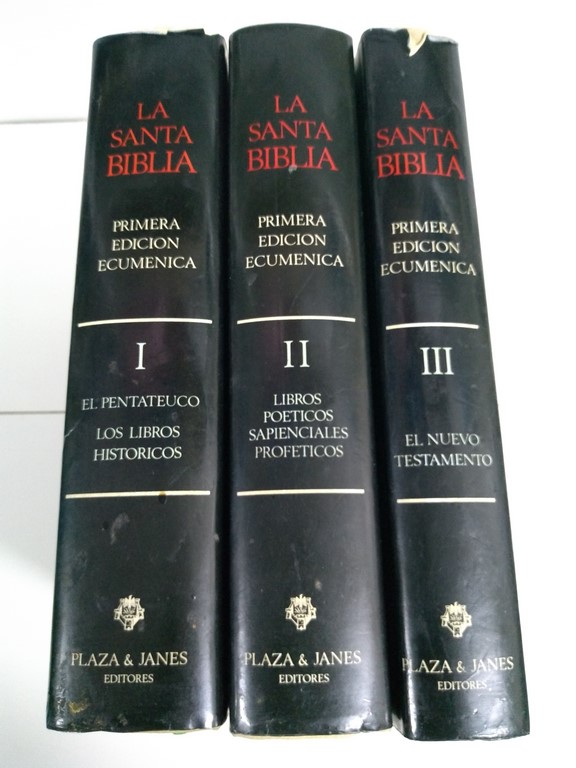 LA
SANTA
BIBLIA
PRIMERA
EDICION
ECUMENICA
I
EL PENTATEUCO
LOS LIBROS
HISTORICOS
PLAZA & JANES
EDITORES
LA
SANTA
BIBLIA
PRIMERA
EDICION
ECUMENICA
II
LIBROS
POETICOS
SAPIENCIALES
PROFETICOS
PLAZA & JANES
EDITORES
LA
SANTA
BIBLIA
PRIMERA
EDICION
ECUMENICA
III
EL NUEVO
TESTAMENTO
PLAZA & JANES
EDITORES